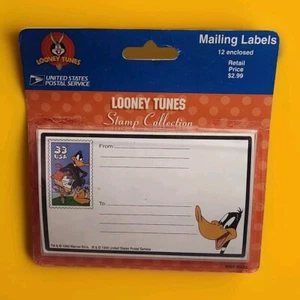 LOONEY TUNES
UNITED STATES
POSTAL SERVICE
Mailing Labels
12 enclosed
Retail
Price
$2.99
LOONEY TUNES
Stamp Collection
33
USA
From:
To: